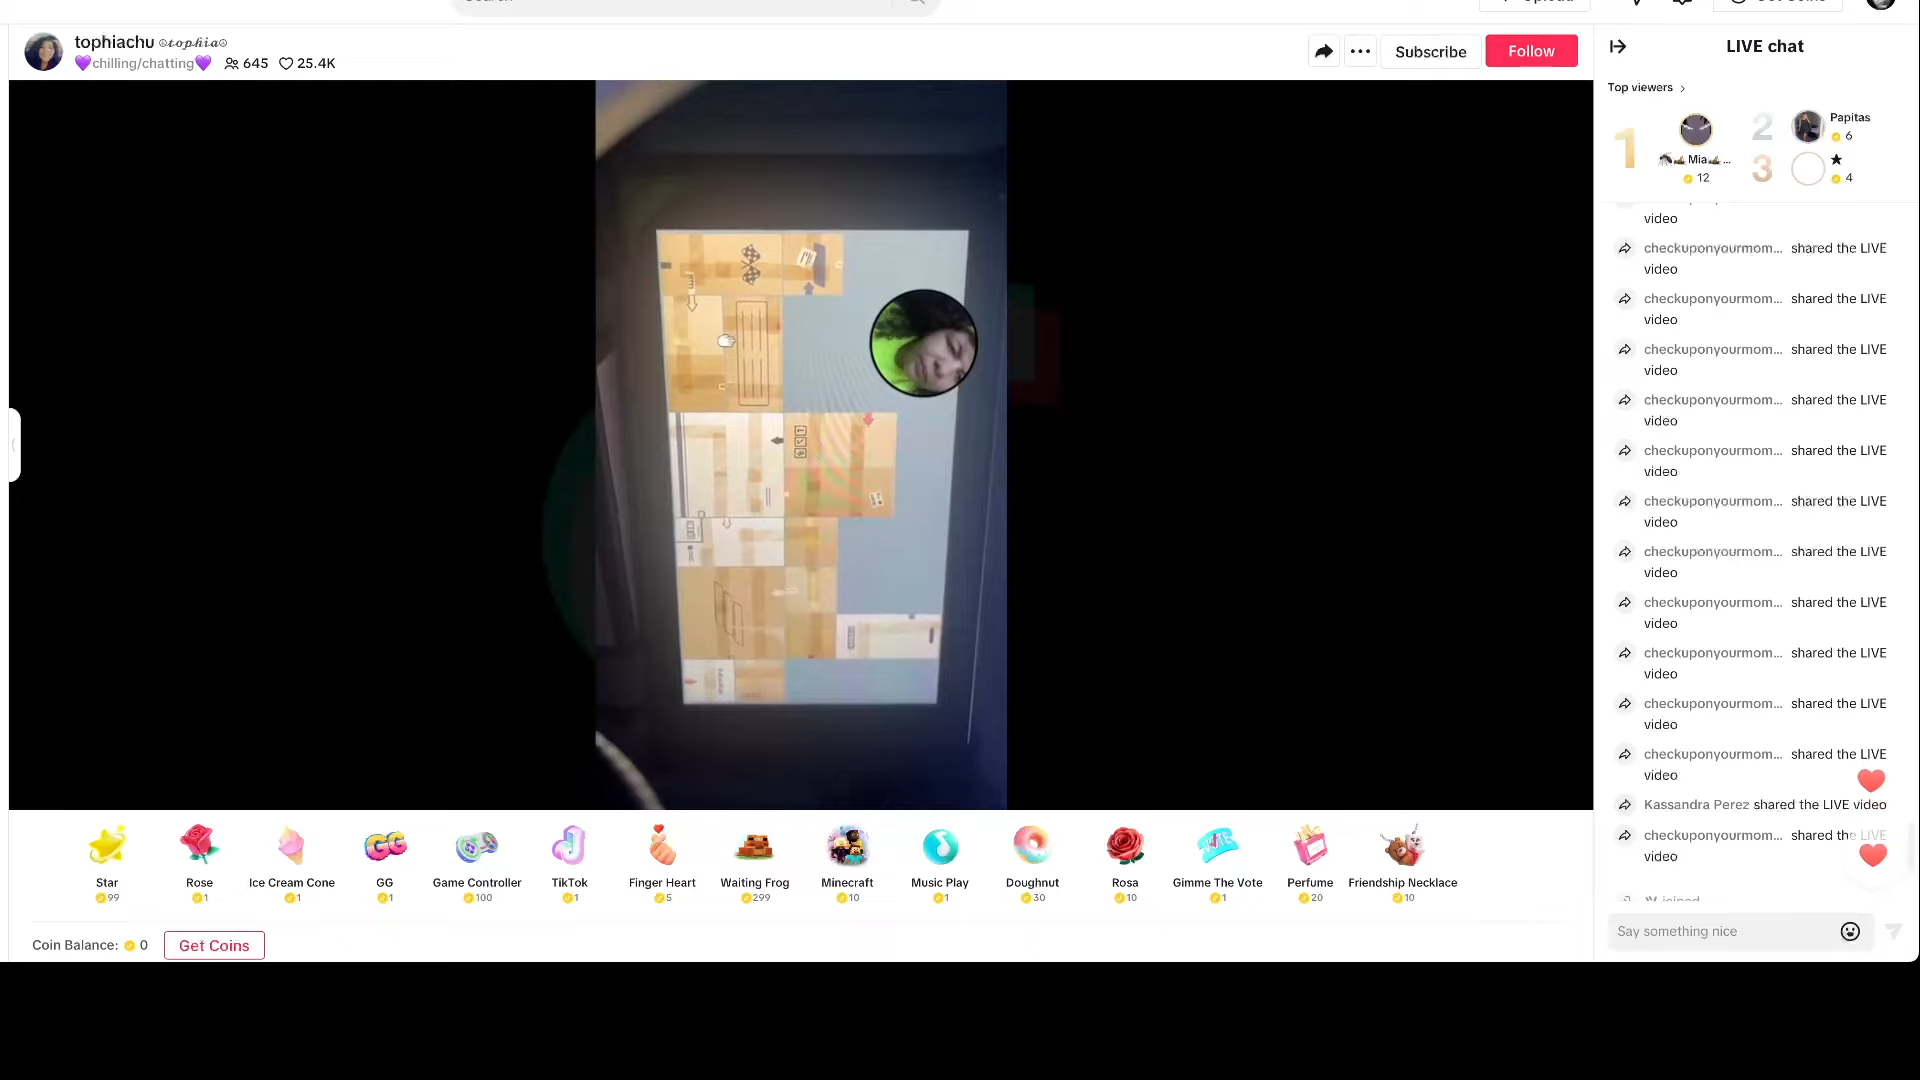 tophiachu ☮𝓽𝓸𝓹𝓱𝓲𝓪☮
💜chilling/chatting💜 645 25.4K
Subscribe
Follow
LIVE chat
Top viewers >
1
Mia ...
12
2
Papitas
6
3
★
4
video
checkuponyourmom... shared the LIVE
video
checkuponyourmom... shared the LIVE
video
checkuponyourmom... shared the LIVE
video
checkuponyourmom... shared the LIVE
video
checkuponyourmom... shared the LIVE
video
checkuponyourmom... shared the LIVE
video
checkuponyourmom... shared the LIVE
video
checkuponyourmom... shared the LIVE
video
checkuponyourmom... shared the LIVE
video
checkuponyourmom... shared the LIVE
video
checkuponyourmom... shared the LIVE
video
Kassandra Perez shared the LIVE video
checkuponyourmom... shared the LIVE
video
Say something nice
Star
99
Rose
1
Ice Cream Cone
1
GG
1
Game Controller
100
TikTok
1
Finger Heart
5
Waiting Frog
299
Minecraft
10
Music Play
1
Doughnut
30
Rosa
10
Gimme The Vote
1
Perfume
20
Friendship Necklace
10
Coin Balance: 0
Get Coins